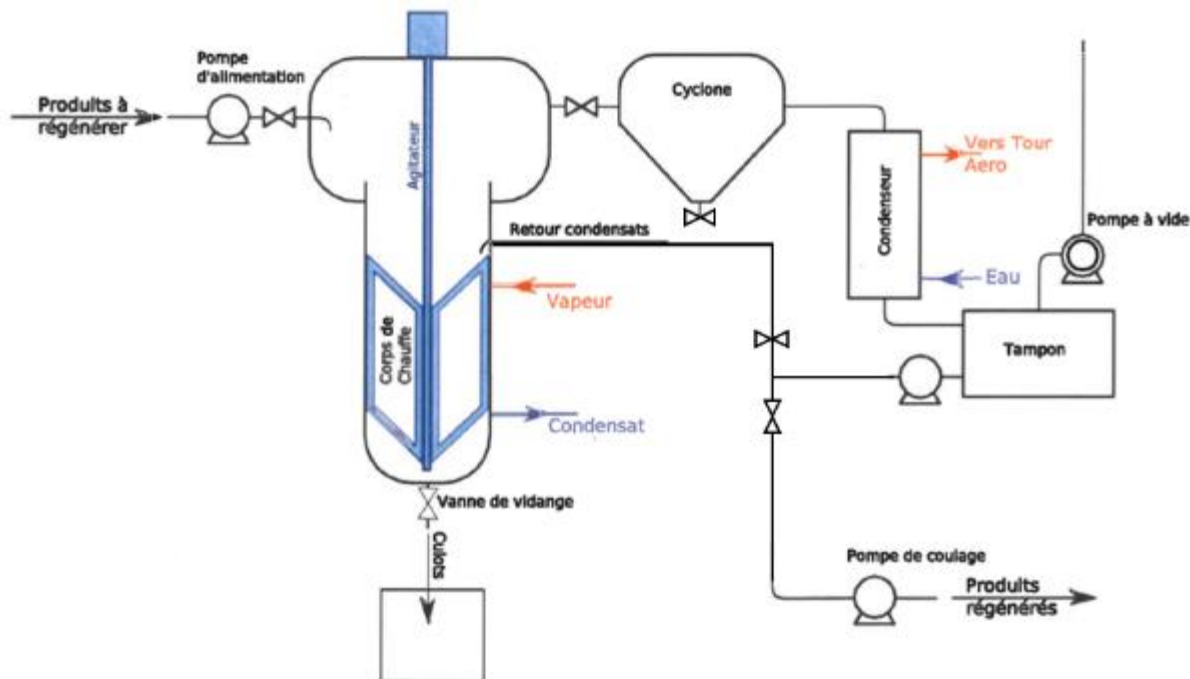 Pompe
d'alimentation
Produits à
régénérer
Agitateur
Cyclone
Vers Tour
Aero
Condenseur
Pompe à vide
Retour condensats
Eau
Vapeur
Corps de
Chauffe
Tampon
Condensat
Vanne de vidange
Culots
Pompe de coulage
Produits
régénérés